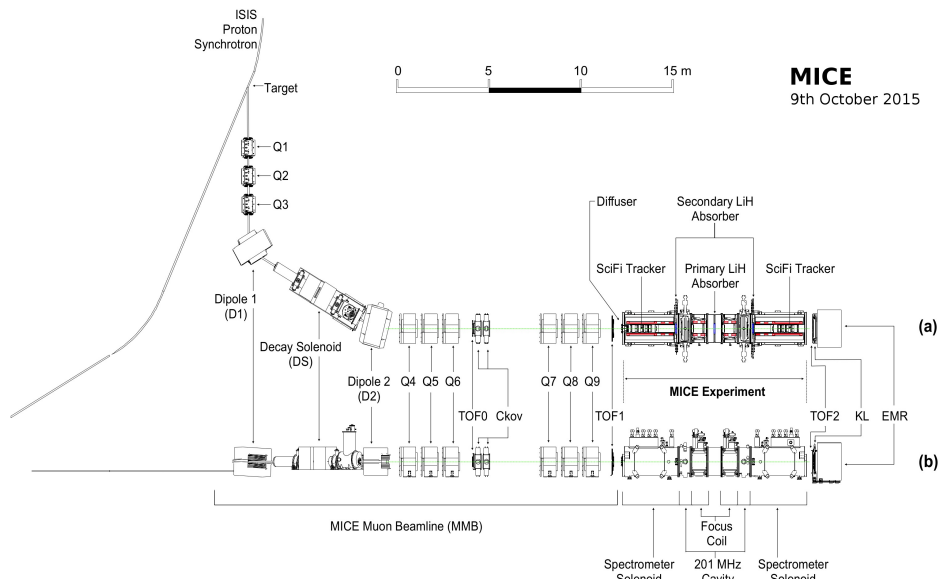 ISIS
Proton
Synchrotron
Target
0 5 10 15 m
MICE
9th October 2015
Q1
Q2
Q3
Diffuser
Secondary LiH
Absorber
SciFi Tracker
Primary LiH
Absorber
SciFi Tracker
Dipole 1
(D1)
Decay Solenoid
(DS)
Dipole 2
(D2)
Q4
Q5
Q6
TOF0
Ckov
Q7
Q8
Q9
TOF1
MICE Experiment
TOF2
KL
EMR
(a)
(b)
MICE Muon Beamline (MMB)
Focus
Coil
Spectrometer
Solenoid
201 MHz
Cavity
Spectrometer
Solenoid